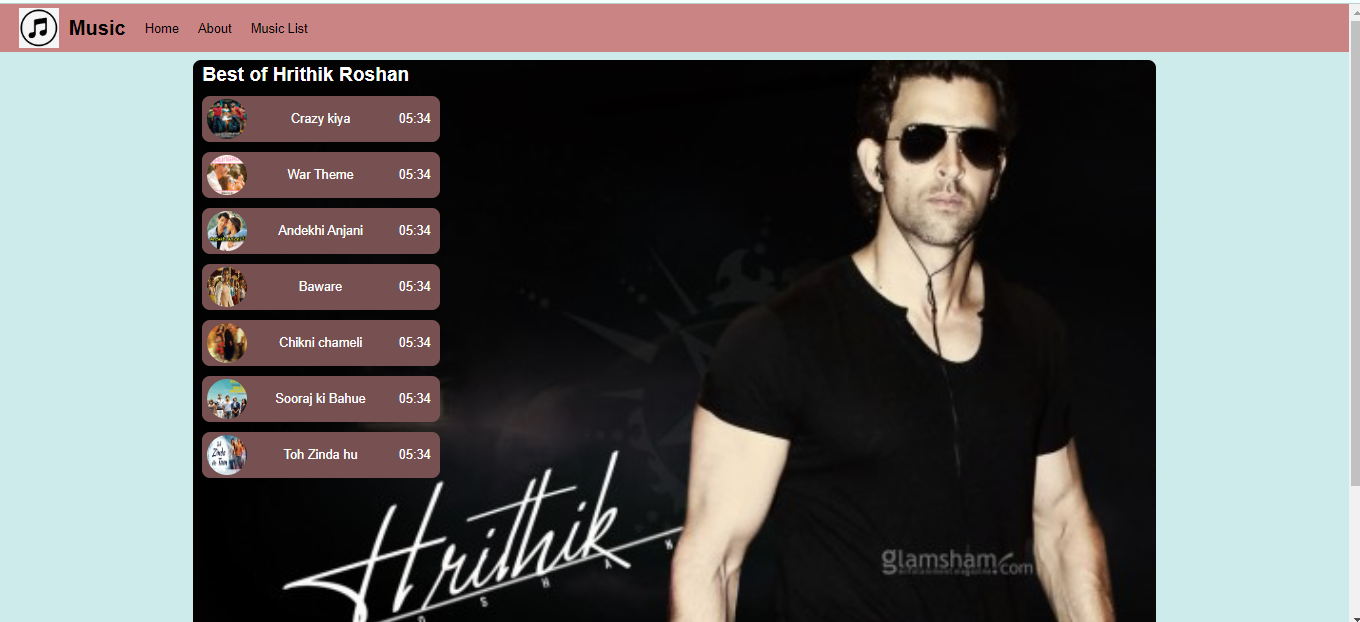 Music Home About Music List
Best of Hrithik Roshan
Crazy kiya 05:34
War Theme 05:34
Andekhi Anjani 05:34
Baware 05:34
Chikni chameli 05:34
Sooraj ki Bahue 05:34
Toh Zinda hu 05:34
Hrithik
glamsham.com